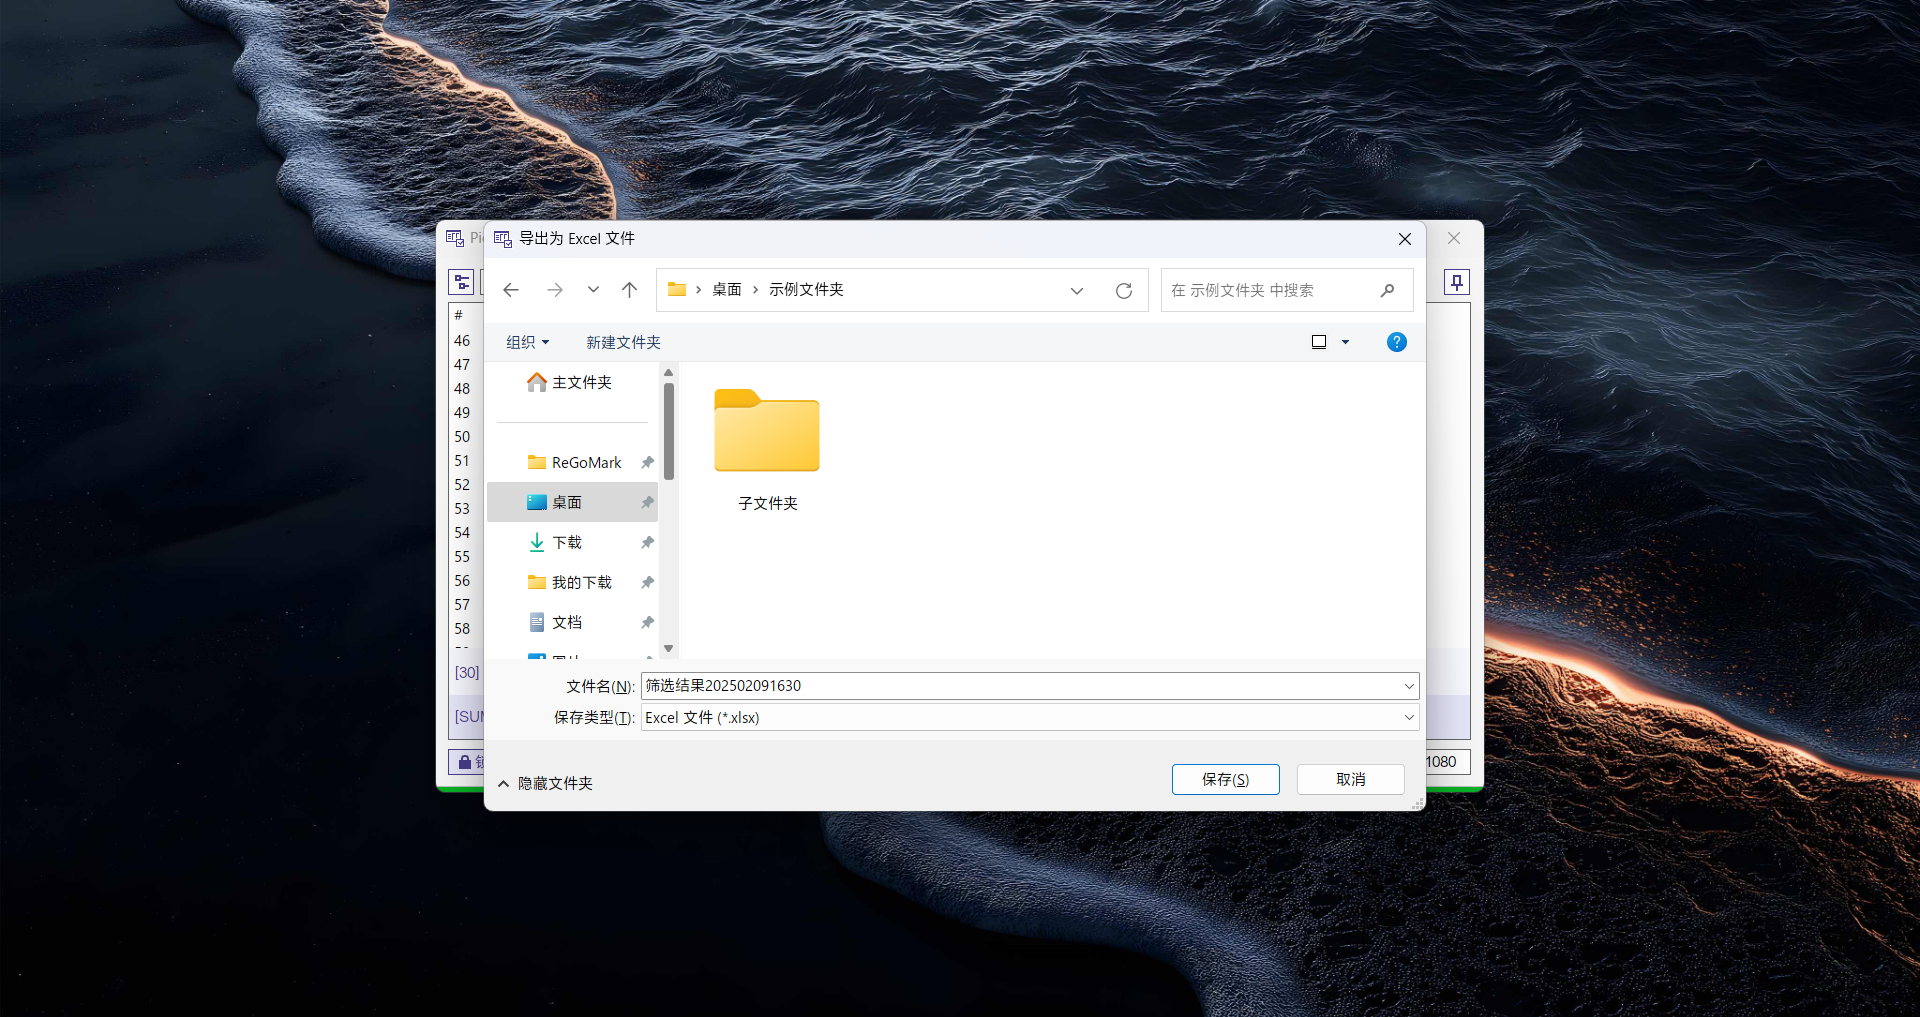 导出为 Excel 文件
桌面 > 示例文件夹
在 示例文件夹 中搜索
组织
新建文件夹
?
#
46
47
48
49
50
51
52
53
54
55
56
57
58
[30]
主文件夹
ReGoMark
桌面
下载
我的下载
文档
子文件夹
文件名(N): 筛选结果202502091630
保存类型(T): Excel 文件 (*.xlsx)
隐藏文件夹
保存(S)
取消
1080